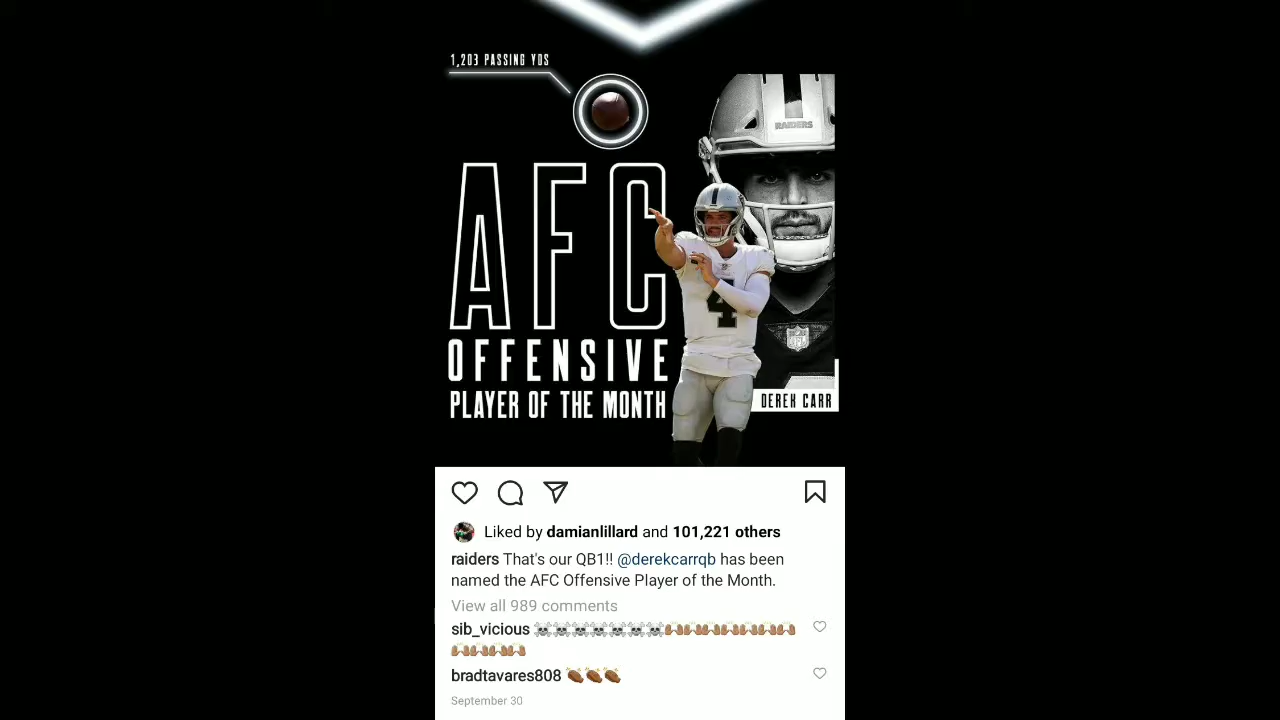 1,203 PASSING YDS
RAIDERS
AFC
4
OFFENSIVE
PLAYER OF THE MONTH
NFL
DEREK CARR
Liked by damianlillard and 101,221 others
raiders That's our QB1!! @derekcarrqb has been
named the AFC Offensive Player of the Month.
View all 989 comments
sib_vicious ☠☠☠☠☠☠☠🙌🏽🙌🏽🙌🏽🙌🏽🙌🏽🙌🏽🙌🏽
🙌🏽🙌🏽🙌🏽🙌🏽
bradtavares808 👏🏾👏🏾👏🏾
September 30